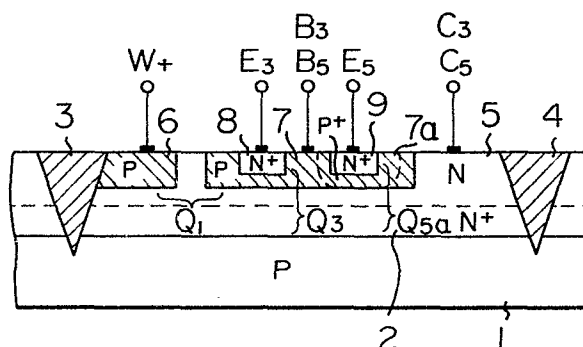 B3 C3
W+ E3 B5 E5 C5
3 6 8 7 P+ 9 7a 5 4
P P N+ N+ N
Q1 Q3 Q5a N+
P
2 1